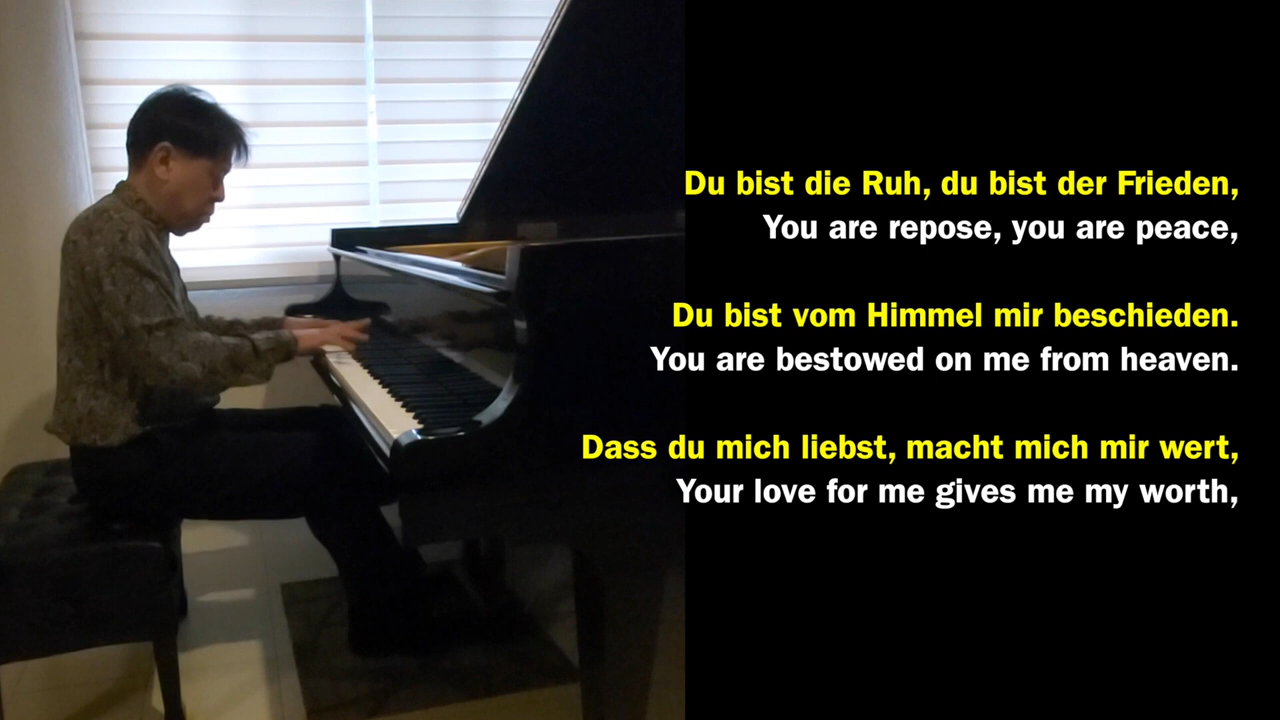 Du bist die Ruh, du bist der Frieden,
You are repose, you are peace,
Du bist vom Himmel mir beschieden.
You are bestowed on me from heaven.
Dass du mich liebst, macht mich mir wert,
Your love for me gives me my worth,